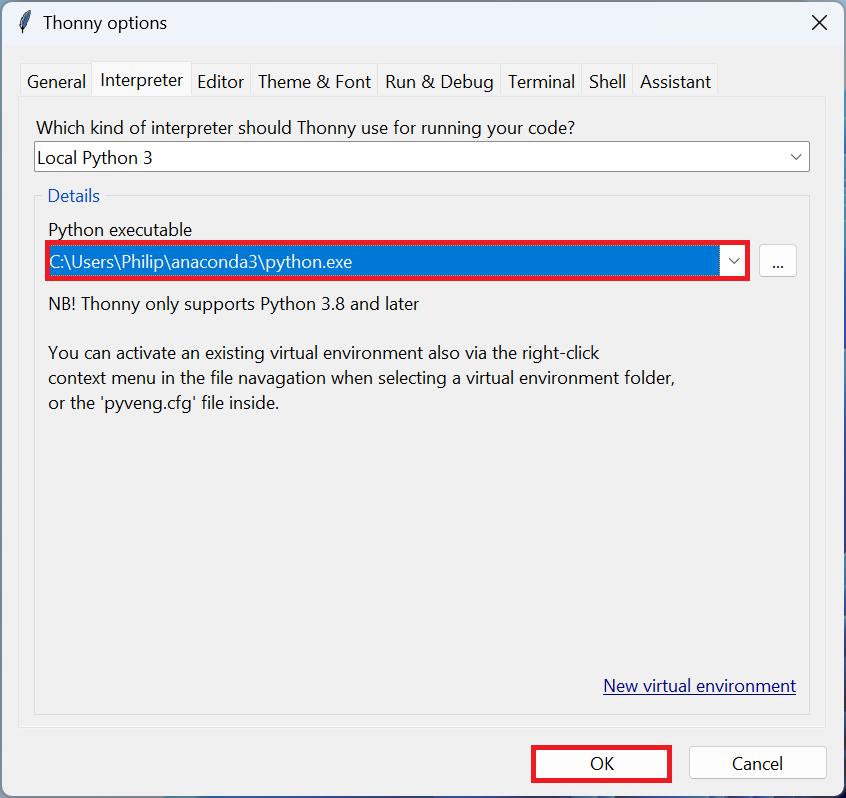 Thonny options
General Interpreter Editor Theme & Font Run & Debug Terminal Shell Assistant
Which kind of interpreter should Thonny use for running your code?
Local Python 3
Details
Python executable
C:\Users\Philip\anaconda3\python.exe
...
NB! Thonny only supports Python 3.8 and later
You can activate an existing virtual environment also via the right-click
context menu in the file navagation when selecting a virtual environment folder,
or the 'pyveng.cfg' file inside.
New virtual environment
OK Cancel